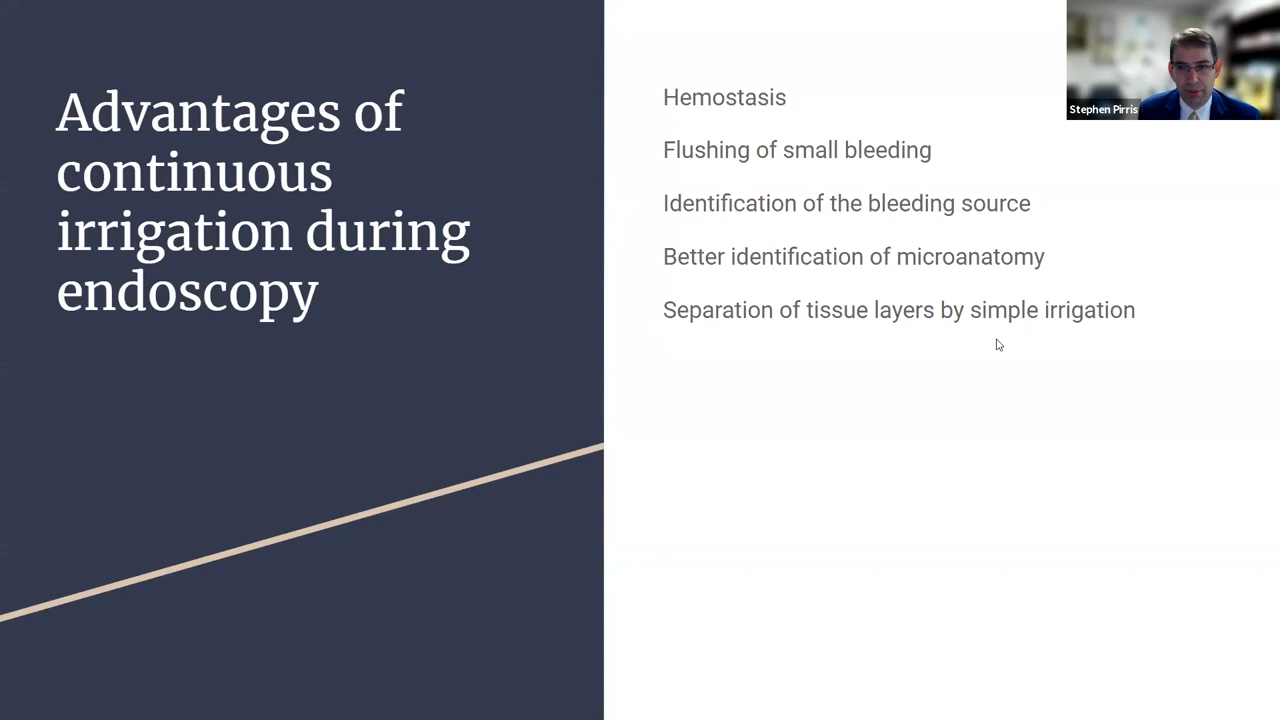 Advantages of
continuous
irrigation during
endoscopy
Hemostasis
Flushing of small bleeding
Identification of the bleeding source
Better identification of microanatomy
Separation of tissue layers by simple irrigation
Stephen Pirris